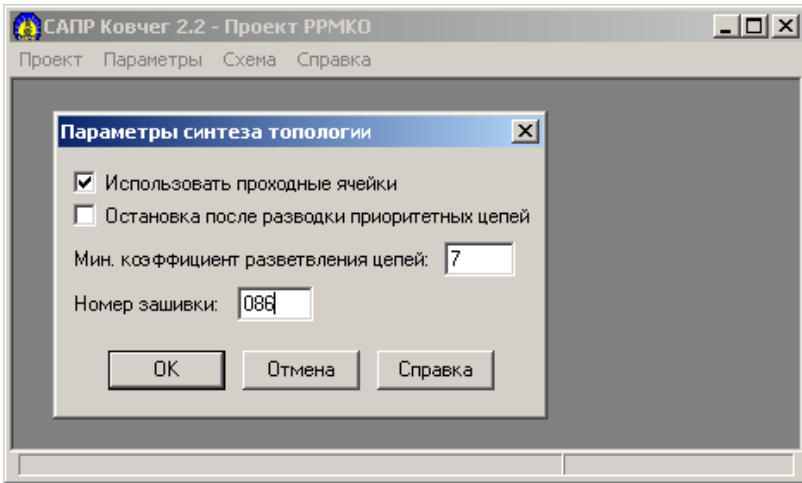 САПР Ковчег 2.2 - Проект РРМКО
Проект Параметры Схема Справка
Параметры синтеза топологии
Использовать проходные ячейки
Остановка после разводки приоритетных цепей
Мин. коэффициент разветвления цепей: 7
Номер зашивки: 086
OK Отмена Справка